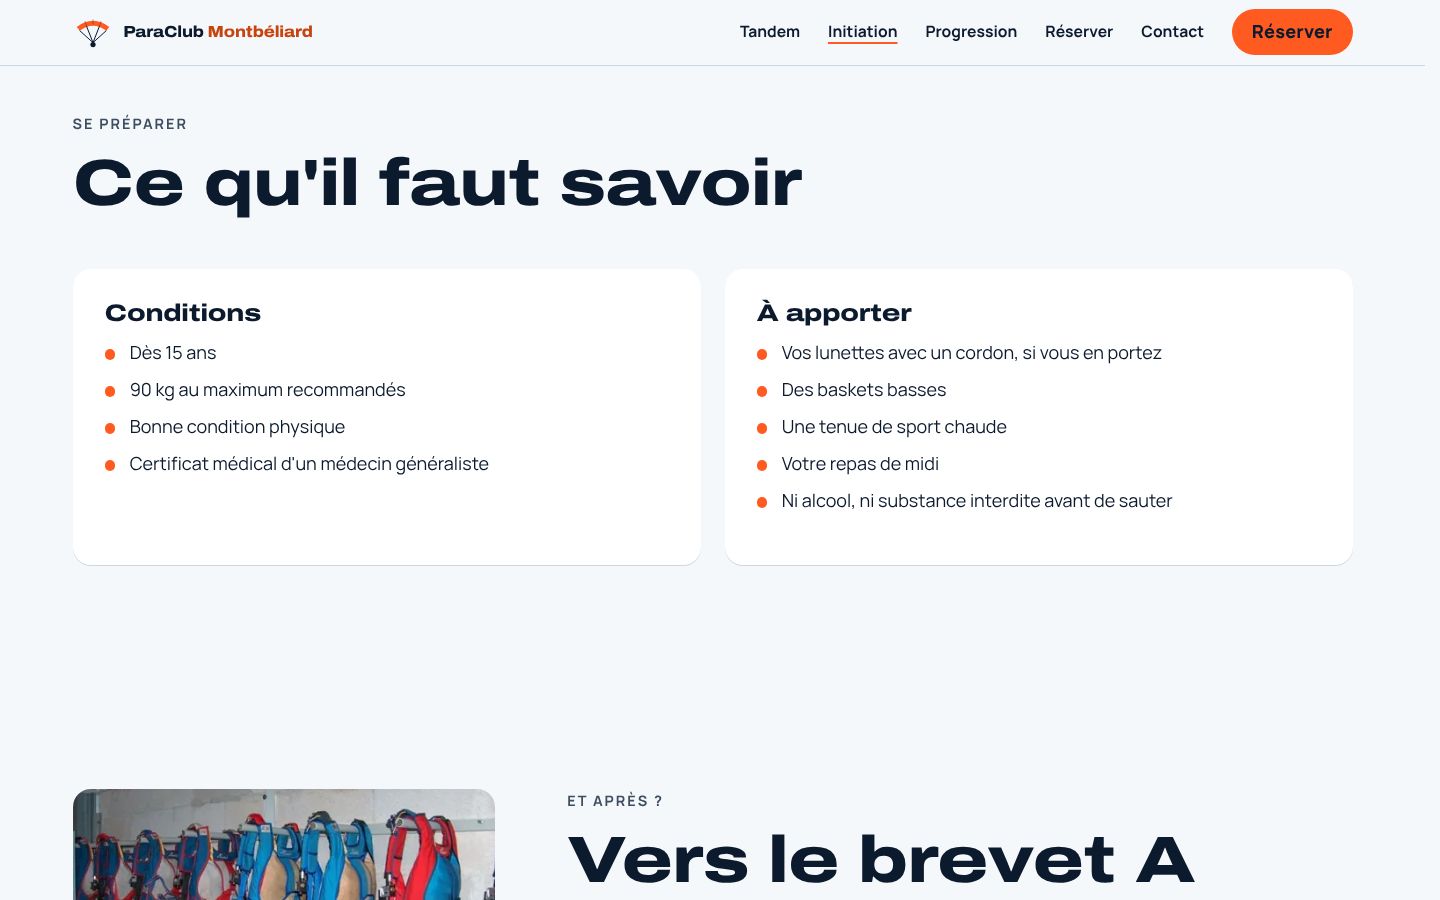 ParaClub Montbéliard
Tandem Initiation Progression Réserver Contact Réserver
SE PRÉPARER
Ce qu'il faut savoir
Conditions
Dès 15 ans
90 kg au maximum recommandés
Bonne condition physique
Certificat médical d'un médecin généraliste
À apporter
Vos lunettes avec un cordon, si vous en portez
Des baskets basses
Une tenue de sport chaude
Votre repas de midi
Ni alcool, ni substance interdite avant de sauter
ET APRÈS ?
Vers le brevet A